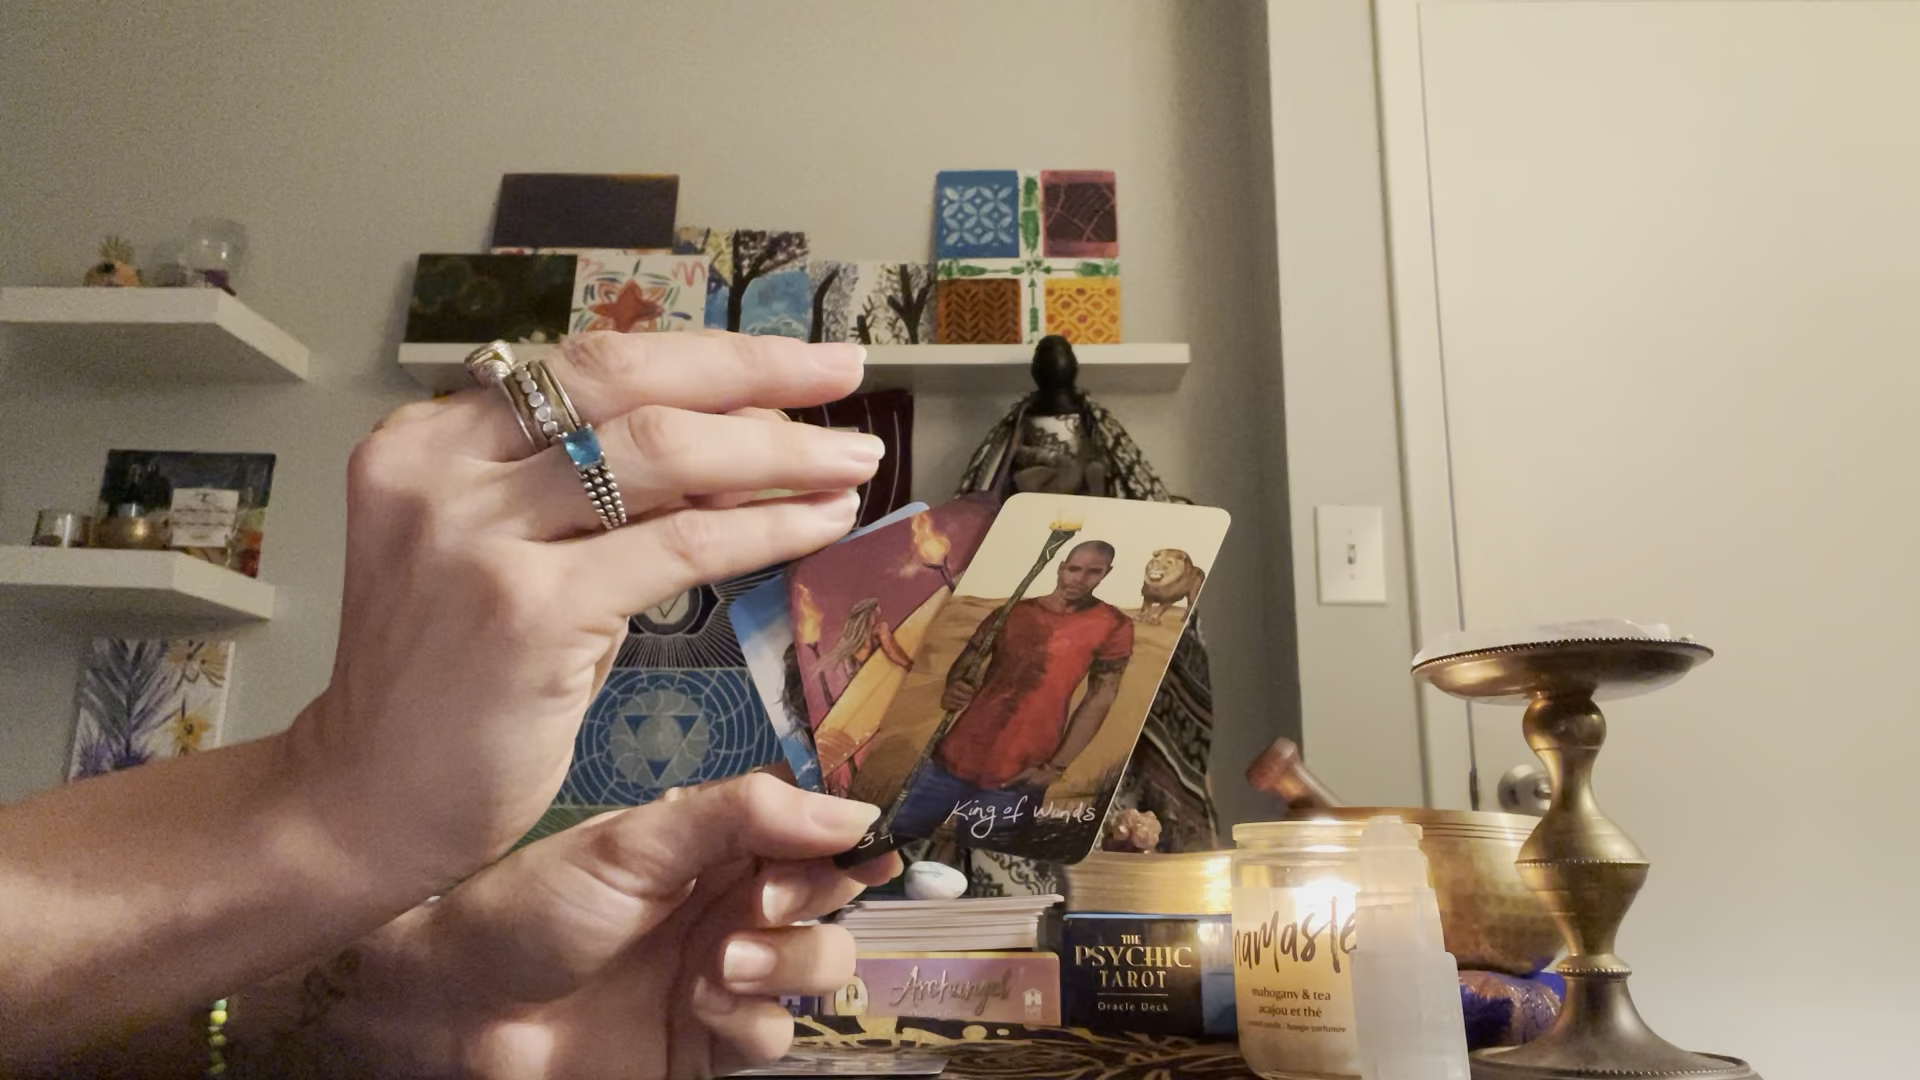 King of Wands
THE
PSYCHIC
TAROT
Oracle Deck
Archangel
namaste
mahogany & tea
acajou et thé